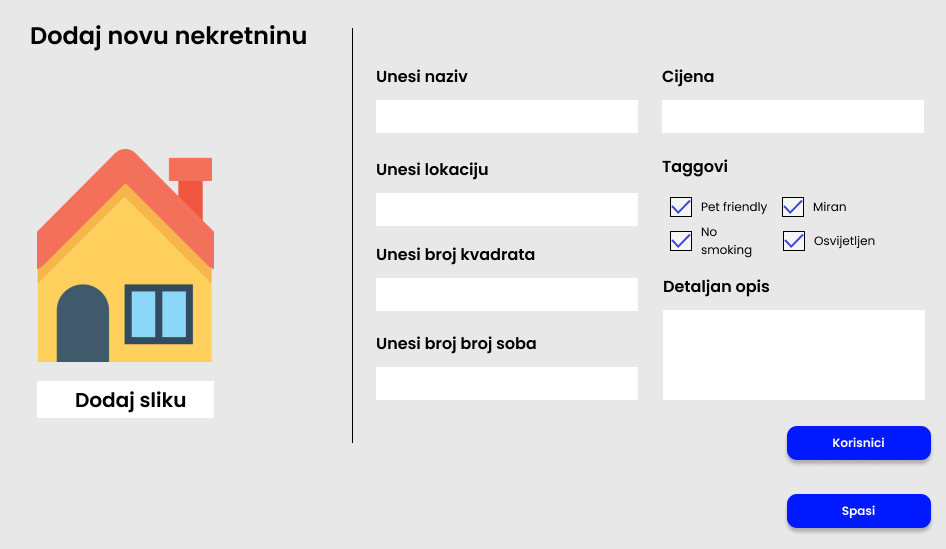 Dodaj novu nekretninu
Dodaj sliku
Unesi naziv
Unesi lokaciju
Unesi broj kvadrata
Unesi broj broj soba
Cijena
Taggovi
Pet friendly
Miran
No
smoking
Osvijetljen
Detaljan opis
Korisnici
Spasi